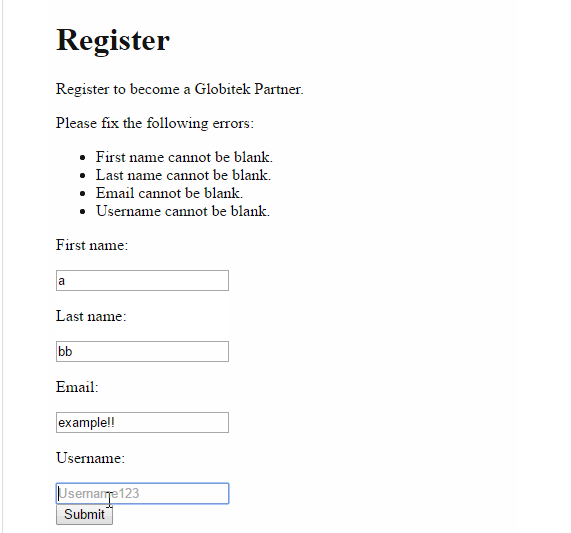 Register
Register to become a Globitek Partner.
Please fix the following errors:
First name cannot be blank.
Last name cannot be blank.
Email cannot be blank.
Username cannot be blank.
First name:
a
Last name:
bb
Email:
example!!
Username:
Username123
Submit